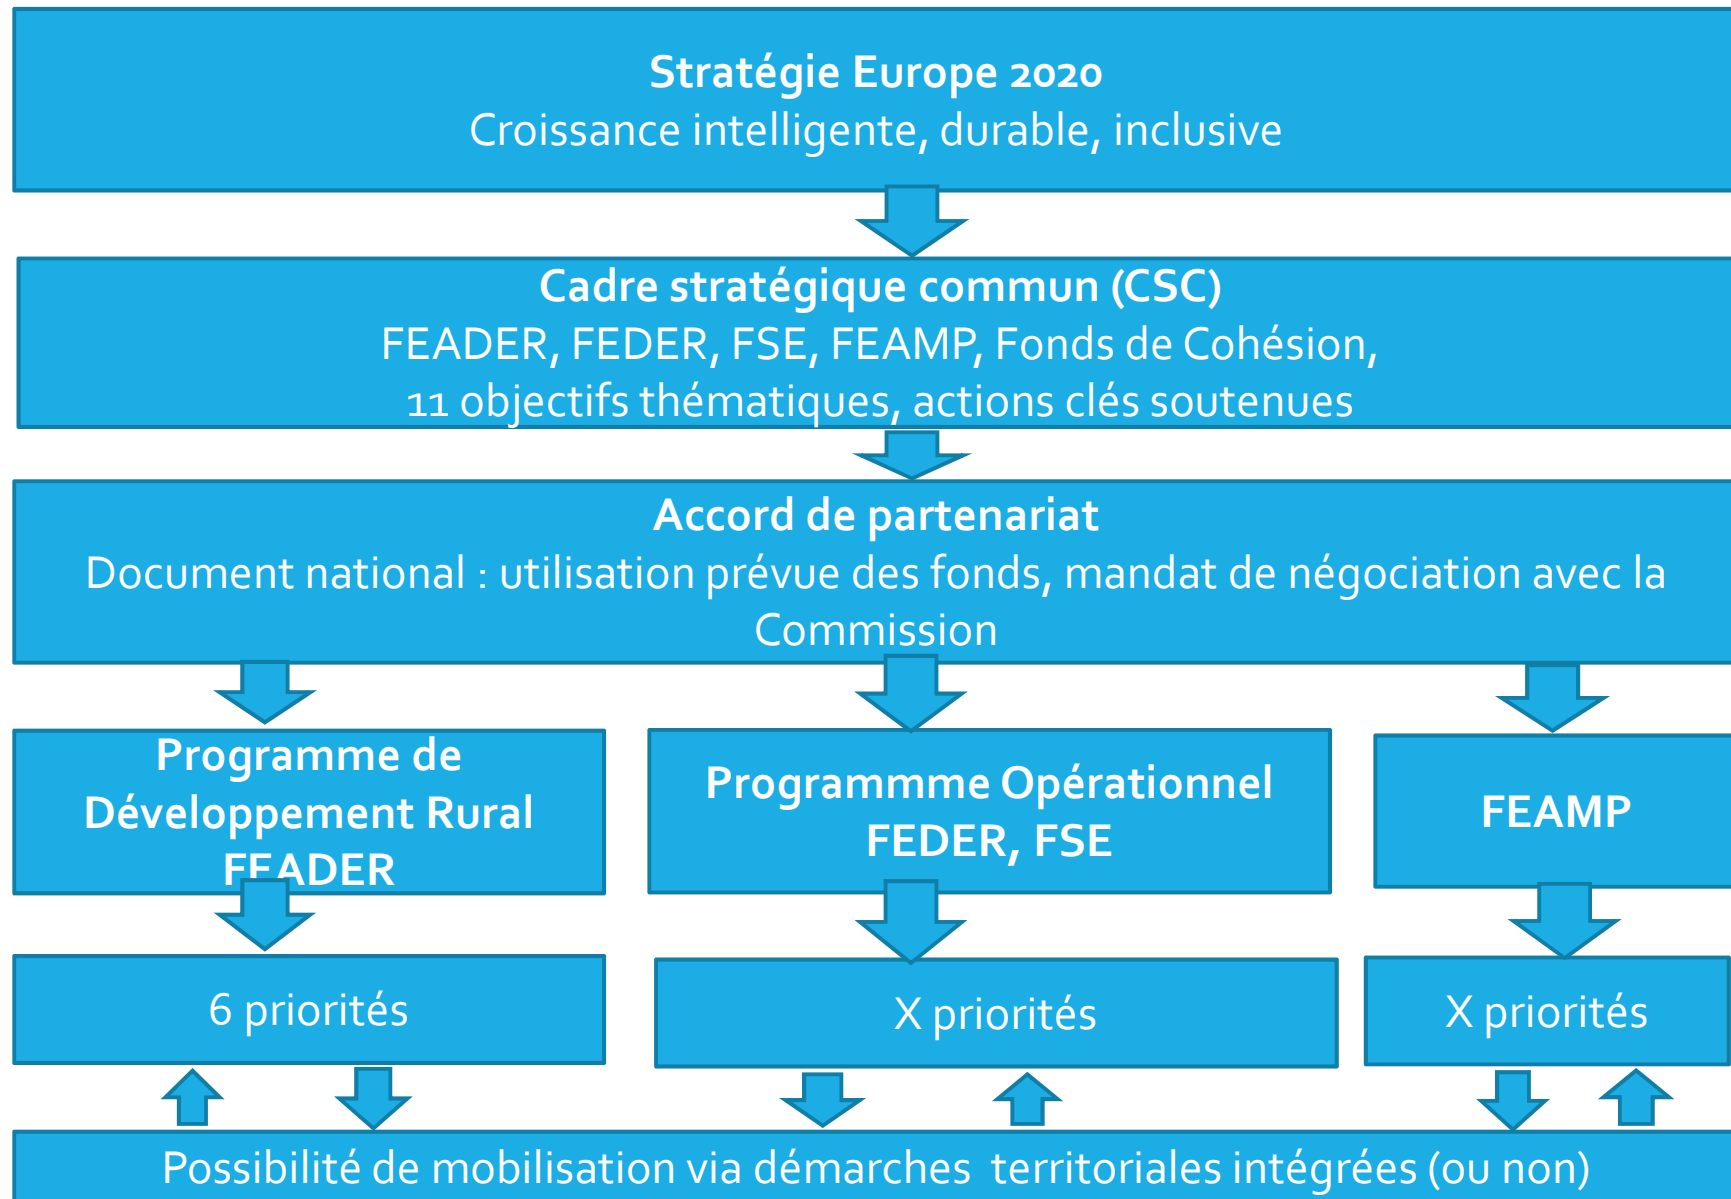 Stratégie Europe 2020
Croissance intelligente, durable, inclusive
Cadre stratégique commun (CSC)
FEADER, FEDER, FSE, FEAMP, Fonds de Cohésion,
11 objectifs thématiques, actions clés soutenues
Accord de partenariat
Document national : utilisation prévue des fonds, mandat de négociation avec la
Commission
Programme de
Développement Rural
FEADER
Programmme Opérationnel
FEDER, FSE
FEAMP
6 priorités
X priorités
X priorités
Possibilité de mobilisation via démarches territoriales intégrées (ou non)